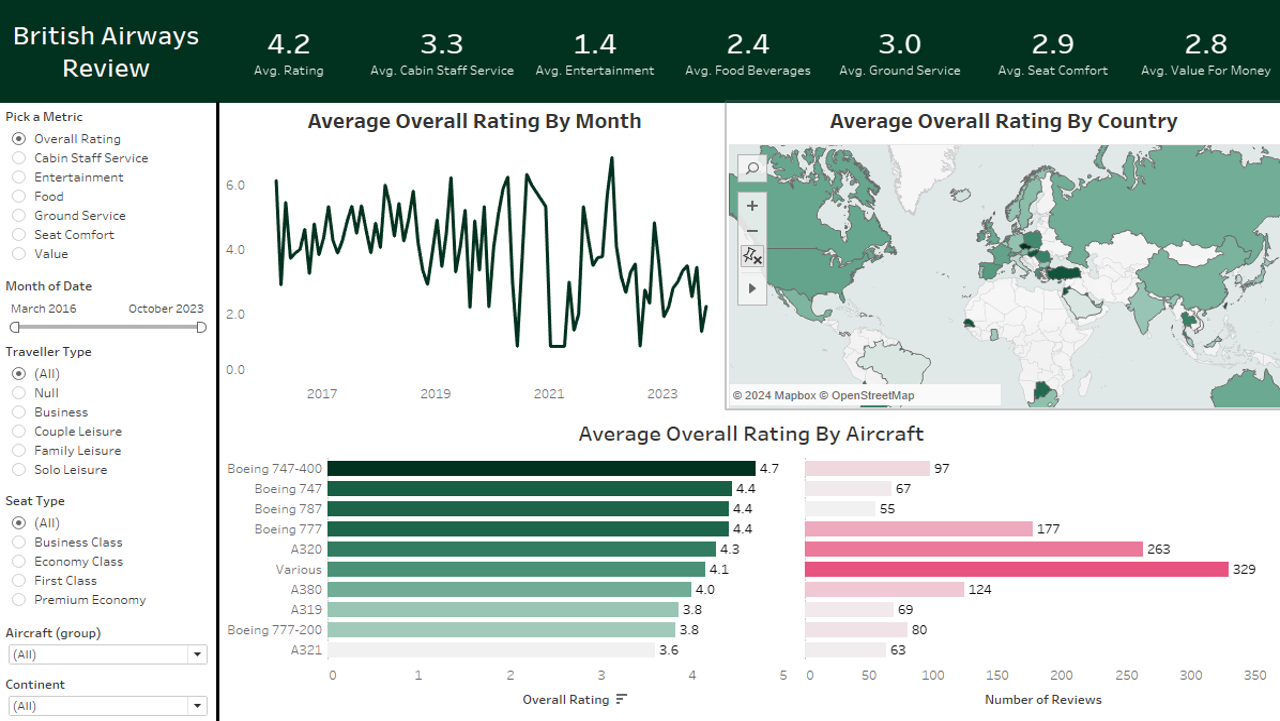 British Airways
Review
4.2
Avg. Rating
3.3
Avg. Cabin Staff Service
1.4
Avg. Entertainment
2.4
Avg. Food Beverages
3.0
Avg. Ground Service
2.9
Avg. Seat Comfort
2.8
Avg. Value For Money
Pick a Metric
Overall Rating
Cabin Staff Service
Entertainment
Food
Ground Service
Seat Comfort
Value
Month of Date
March 2016 October 2023
Traveller Type
(All)
Null
Business
Couple Leisure
Family Leisure
Solo Leisure
Seat Type
(All)
Business Class
Economy Class
First Class
Premium Economy
Aircraft (group)
(All)
Continent
(All)
Average Overall Rating By Month
6.0
4.0
2.0
0.0
2017 2019 2021 2023
Average Overall Rating By Country
© 2024 Mapbox © OpenStreetMap
Average Overall Rating By Aircraft
Boeing 747-400 4.7 97
Boeing 747 4.4 67
Boeing 787 4.4 55
Boeing 777 4.4 177
A320 4.3 263
Various 4.1 329
A380 4.0 124
A319 3.8 69
Boeing 777-200 3.8 80
A321 3.6 63
0 1 2 3 4 5 0 50 100 150 200 250 300 350
Overall Rating Number of Reviews